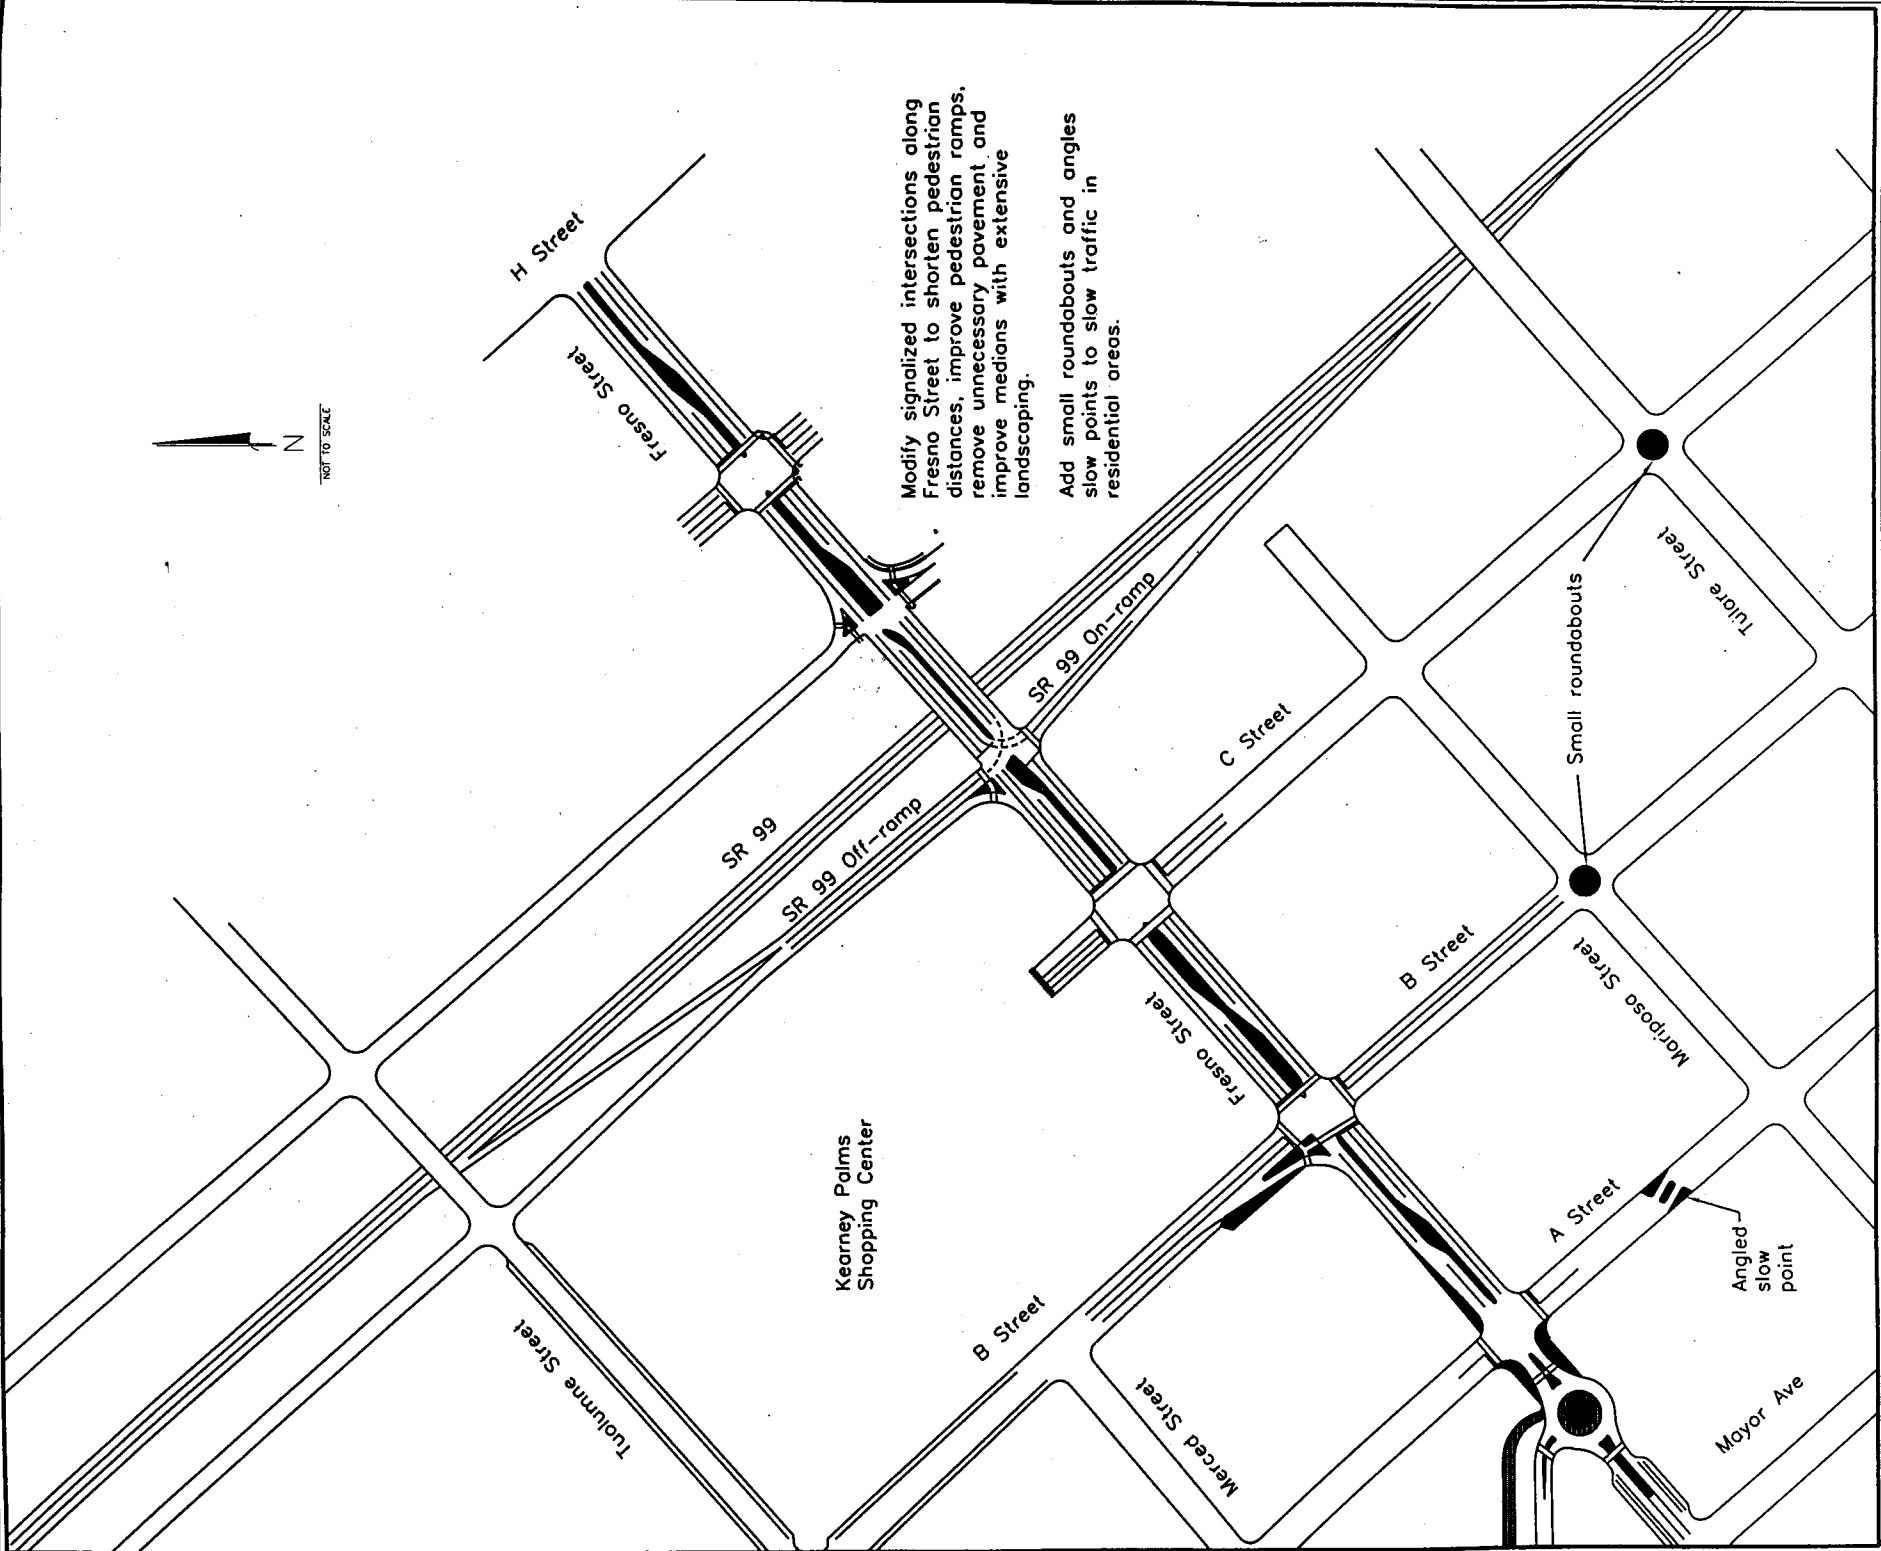 N
NOT TO SCALE
H Street
Fresno Street
Modify signalized intersections along
Fresno Street to shorten pedestrian
distances, improve pedestrian ramps,
remove unnecessary pavement and
improve medians with extensive
landscaping.
Add small roundabouts and angles
slow points to slow traffic in
residential areas.
SR 99 On-ramp
SR 99
SR 99 Off-ramp
C Street
Tulare Street
Small roundabouts
B Street
Mariposa Street
Fresno Street
Kearney Palms
Shopping Center
A Street
Angled
slow
point
B Street
Tuolumne Street
Merced Street
Mayor Ave